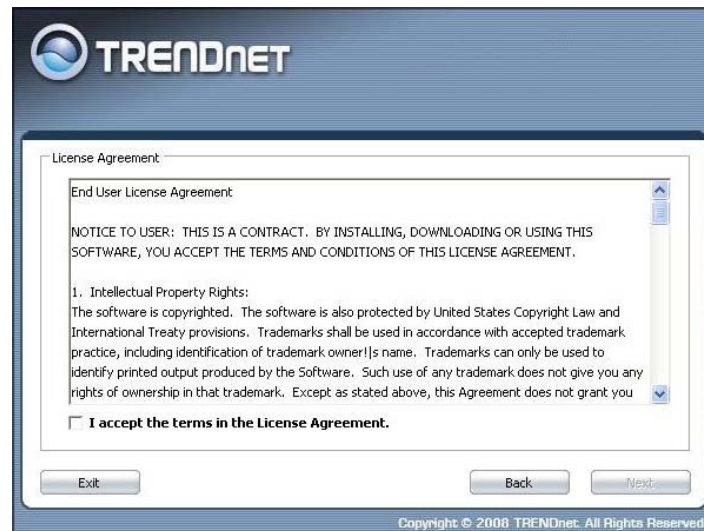 TRENDNET
License Agreement
End User License Agreement
NOTICE TO USER:  THIS IS A CONTRACT.  BY INSTALLING, DOWNLOADING OR USING THIS
SOFTWARE, YOU ACCEPT THE TERMS AND CONDITIONS OF THIS LICENSE AGREEMENT.
1.  Intellectual Property Rights:
The software is copyrighted.  The software is also protected by United States Copyright Law and
International Treaty provisions.  Trademarks shall be used in accordance with accepted trademark
practice, including identification of trademark owner!|s name.  Trademarks can only be used to
identify printed output produced by the Software.  Such use of any trademark does not give you any
rights of ownership in that trademark.  Except as stated above, this Agreement does not grant you
I accept the terms in the License Agreement.
Exit
Back
Next
Copyright © 2008 TRENDnet. All Rights Reserved